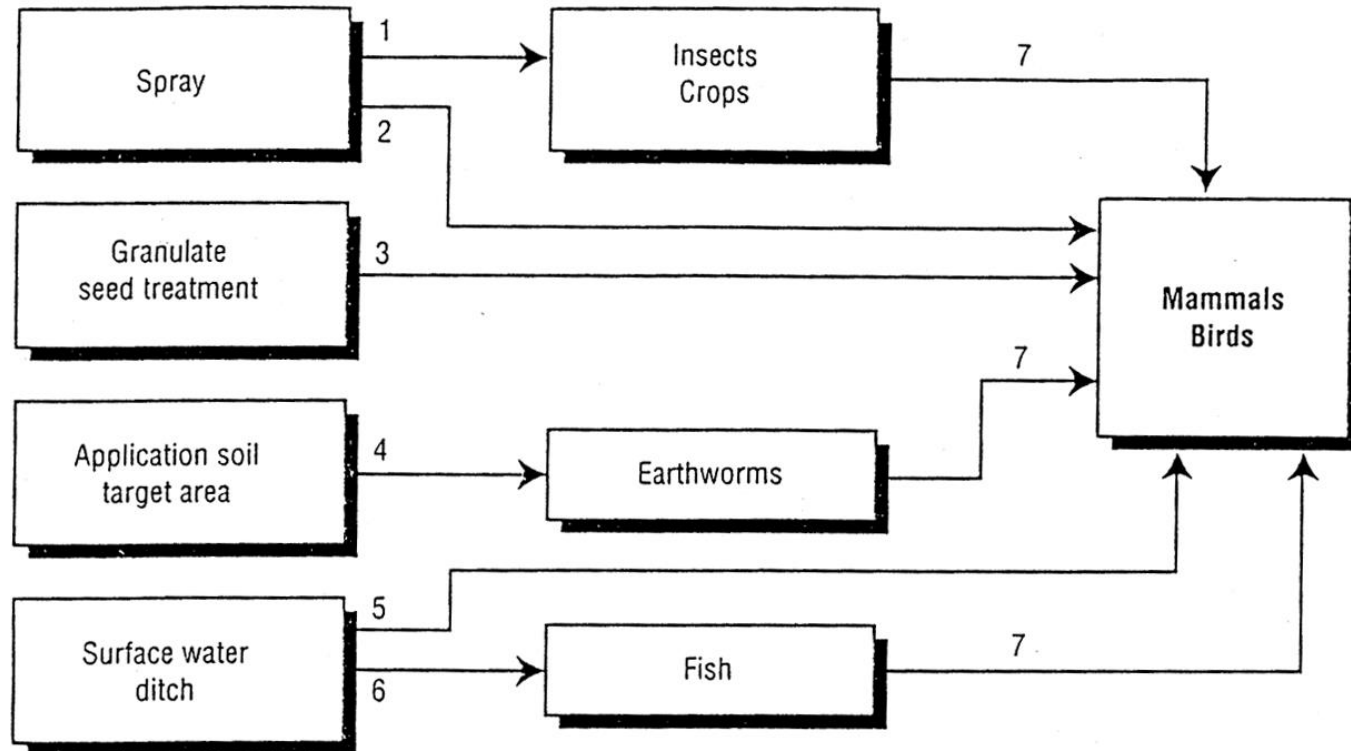 1
Spray
2
Insects
Crops
7
Granulate
seed treatment
3
Mammals
Birds
7
Application soil
target area
4
Earthworms
5
Surface water
ditch
6
Fish
7